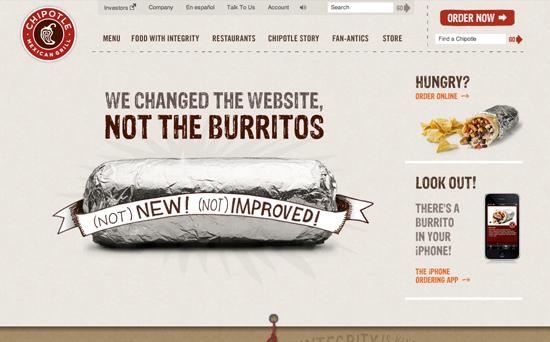 Investors
Company
En español
Talk To Us
Account
Search
GO
CHIPOTLE
MEXICAN GRILL
ORDER NOW
MENU
FOOD WITH INTEGRITY
RESTAURANTS
CHIPOTLE STORY
FAN-ANTICS
STORE
Find a Chipotle
GO
WE CHANGED THE WEBSITE,
NOT THE BURRITOS
(NOT) NEW! (NOT) IMPROVED!
HUNGRY?
ORDER ONLINE
LOOK OUT!
THERE'S A
BURRITO
IN YOUR
iPHONE!
THE iPHONE
ORDERING APP
INTEGRITY IS